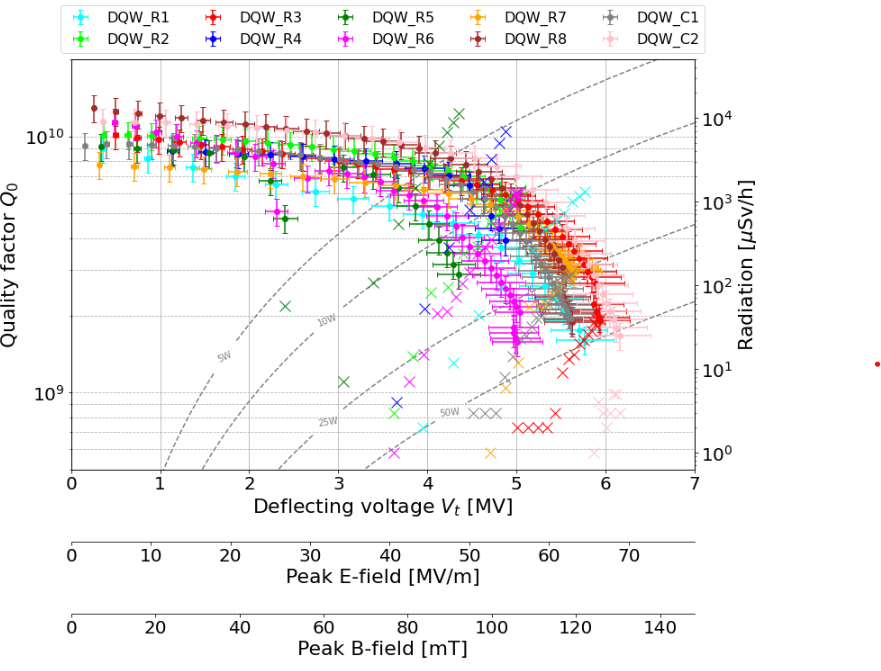 DQW_R1 DQW_R3 DQW_R5 DQW_R7 DQW_C1
DQW_R2 DQW_R4 DQW_R6 DQW_R8 DQW_C2
10¹⁰
10⁹
Quality factor Q₀
5W
10W
25W
50W
10⁴
10³
10²
10¹
10⁰
Radiation [μSv/h]
0 1 2 3 4 5 6 7
Deflecting voltage Vₜ [MV]
0 10 20 30 40 50 60 70
Peak E-field [MV/m]
0 20 40 60 80 100 120 140
Peak B-field [mT]